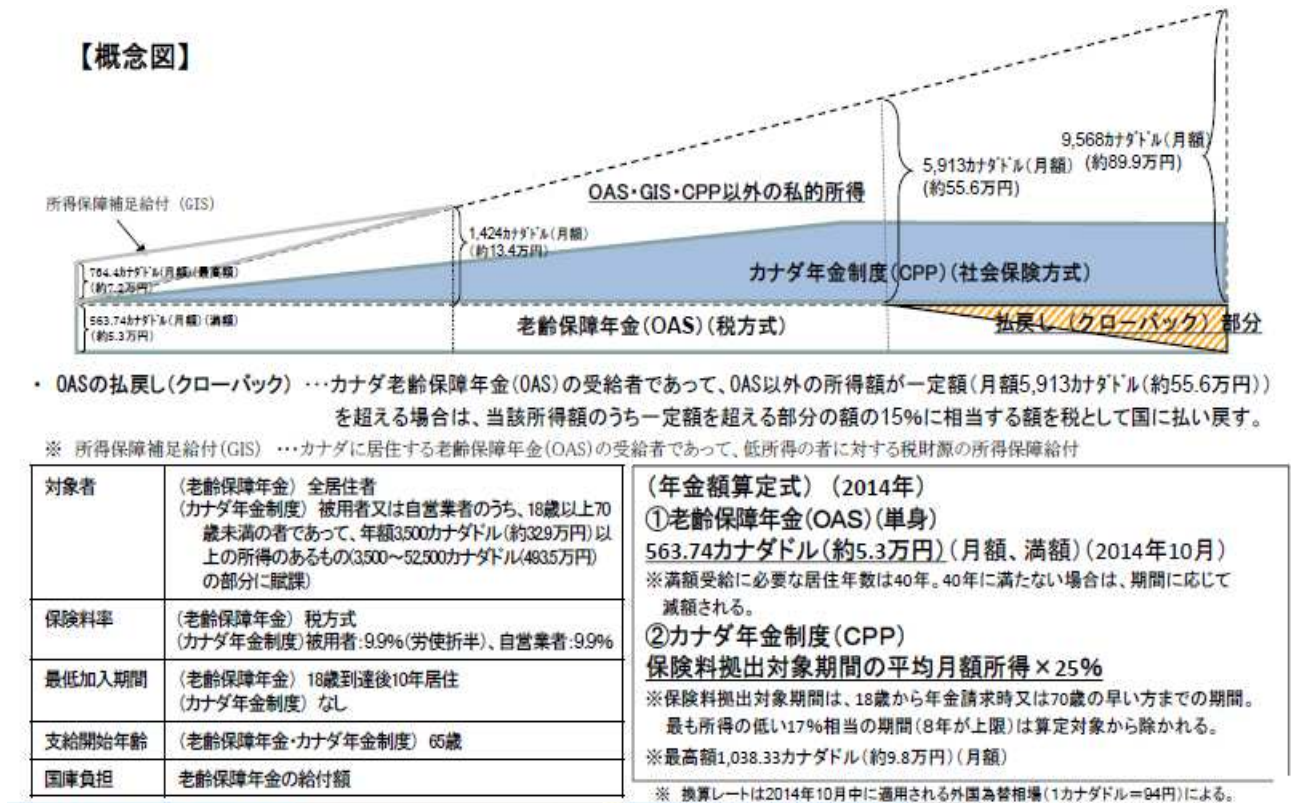 【概念図】
9,568カナダドル(月額)
(約89.9万円)
5,913カナダドル(月額)
(約55.6万円)
OAS・GIS・CPP以外の私的所得
所得保障補足給付 (GIS)
1,424カナダドル(月額)
(約13.4万円)
764.4カナダドル(月額)(最高額)
(約7.2万円)
カナダ年金制度(CPP)(社会保険方式)
563.74カナダドル(月額)(満額)
(約5.3万円)
老齢保障年金(OAS)(税方式)
払戻し (クローバック) 部分
・ OASの払戻し(クローバック) …カナダ老齢保障年金(OAS)の受給者であって、OAS以外の所得額が一定額(月額5,913カナダドル(約55.6万円))
を超える場合は、当該所得額のうち一定額を超える部分の額の15%に相当する額を税として国に払い戻す。
※ 所得保障補足給付(GIS) …カナダに居住する老齢保障年金(OAS)の受給者であって、低所得の者に対する税財源の所得保障給付
対象者
(老齢保障年金) 全居住者
(カナダ年金制度) 被用者又は自営業者のうち、18歳以上70
歳未満の者であって、年額3,500カナダドル(約32.9万円)以
上の所得のあるもの(3,500～52,500カナダドル(493.5万円)
の部分に賦課)
保険料率
(老齢保障年金) 税方式
(カナダ年金制度)被用者:9.9%(労使折半)、自営業者:9.9%
最低加入期間
(老齢保障年金) 18歳到達後10年居住
(カナダ年金制度) なし
支給開始年齢
(老齢保障年金・カナダ年金制度) 65歳
国庫負担
老齢保障年金の給付額
(年金額算定式) (2014年)
①老齢保障年金(OAS)(単身)
563.74カナダドル(約5.3万円)(月額、満額)(2014年10月)
※満額受給に必要な居住年数は40年。40年に満たない場合は、期間に応じて
減額される。
②カナダ年金制度(CPP)
保険料拠出対象期間の平均月額所得×25%
※保険料拠出対象期間は、18歳から年金請求時又は70歳の早い方までの期間。
最も所得の低い17%相当の期間(8年が上限)は算定対象から除かれる。
※最高額1,038.33カナダドル(約9.8万円)(月額)
※ 換算レートは2014年10月中に適用される外国為替相場(1カナダドル=94円)による。